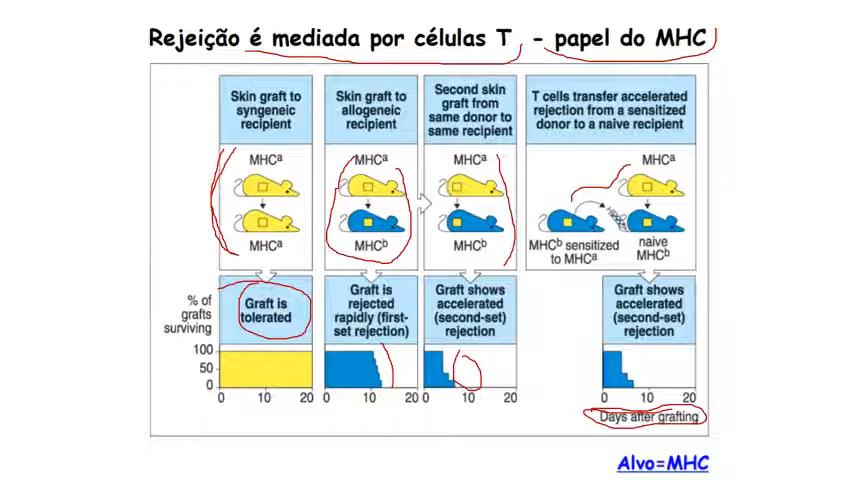 Rejeição é mediada por células T - papel do MHC
Skin graft to
syngeneic
recipient
Skin graft to
allogeneic
recipient
Second skin
graft from
same donor to
same recipient
T cells transfer accelerated
rejection from a sensitized
donor to a naive recipient
MHCᵃ
MHCᵃ
MHCᵃ
MHCᵇ
MHCᵃ
MHCᵇ
MHCᵃ
MHCᵇ sensitized
to MHCᵃ
naive
MHCᵇ
% of
grafts
surviving
Graft is
tolerated
Graft is
rejected
rapidly (first-
set rejection)
Graft shows
accelerated
(second-set)
rejection
Graft shows
accelerated
(second-set)
rejection
100
50
0
0 10 20
0 10 20
0 10 20
0 10 20
Days after grafting
Alvo=MHC